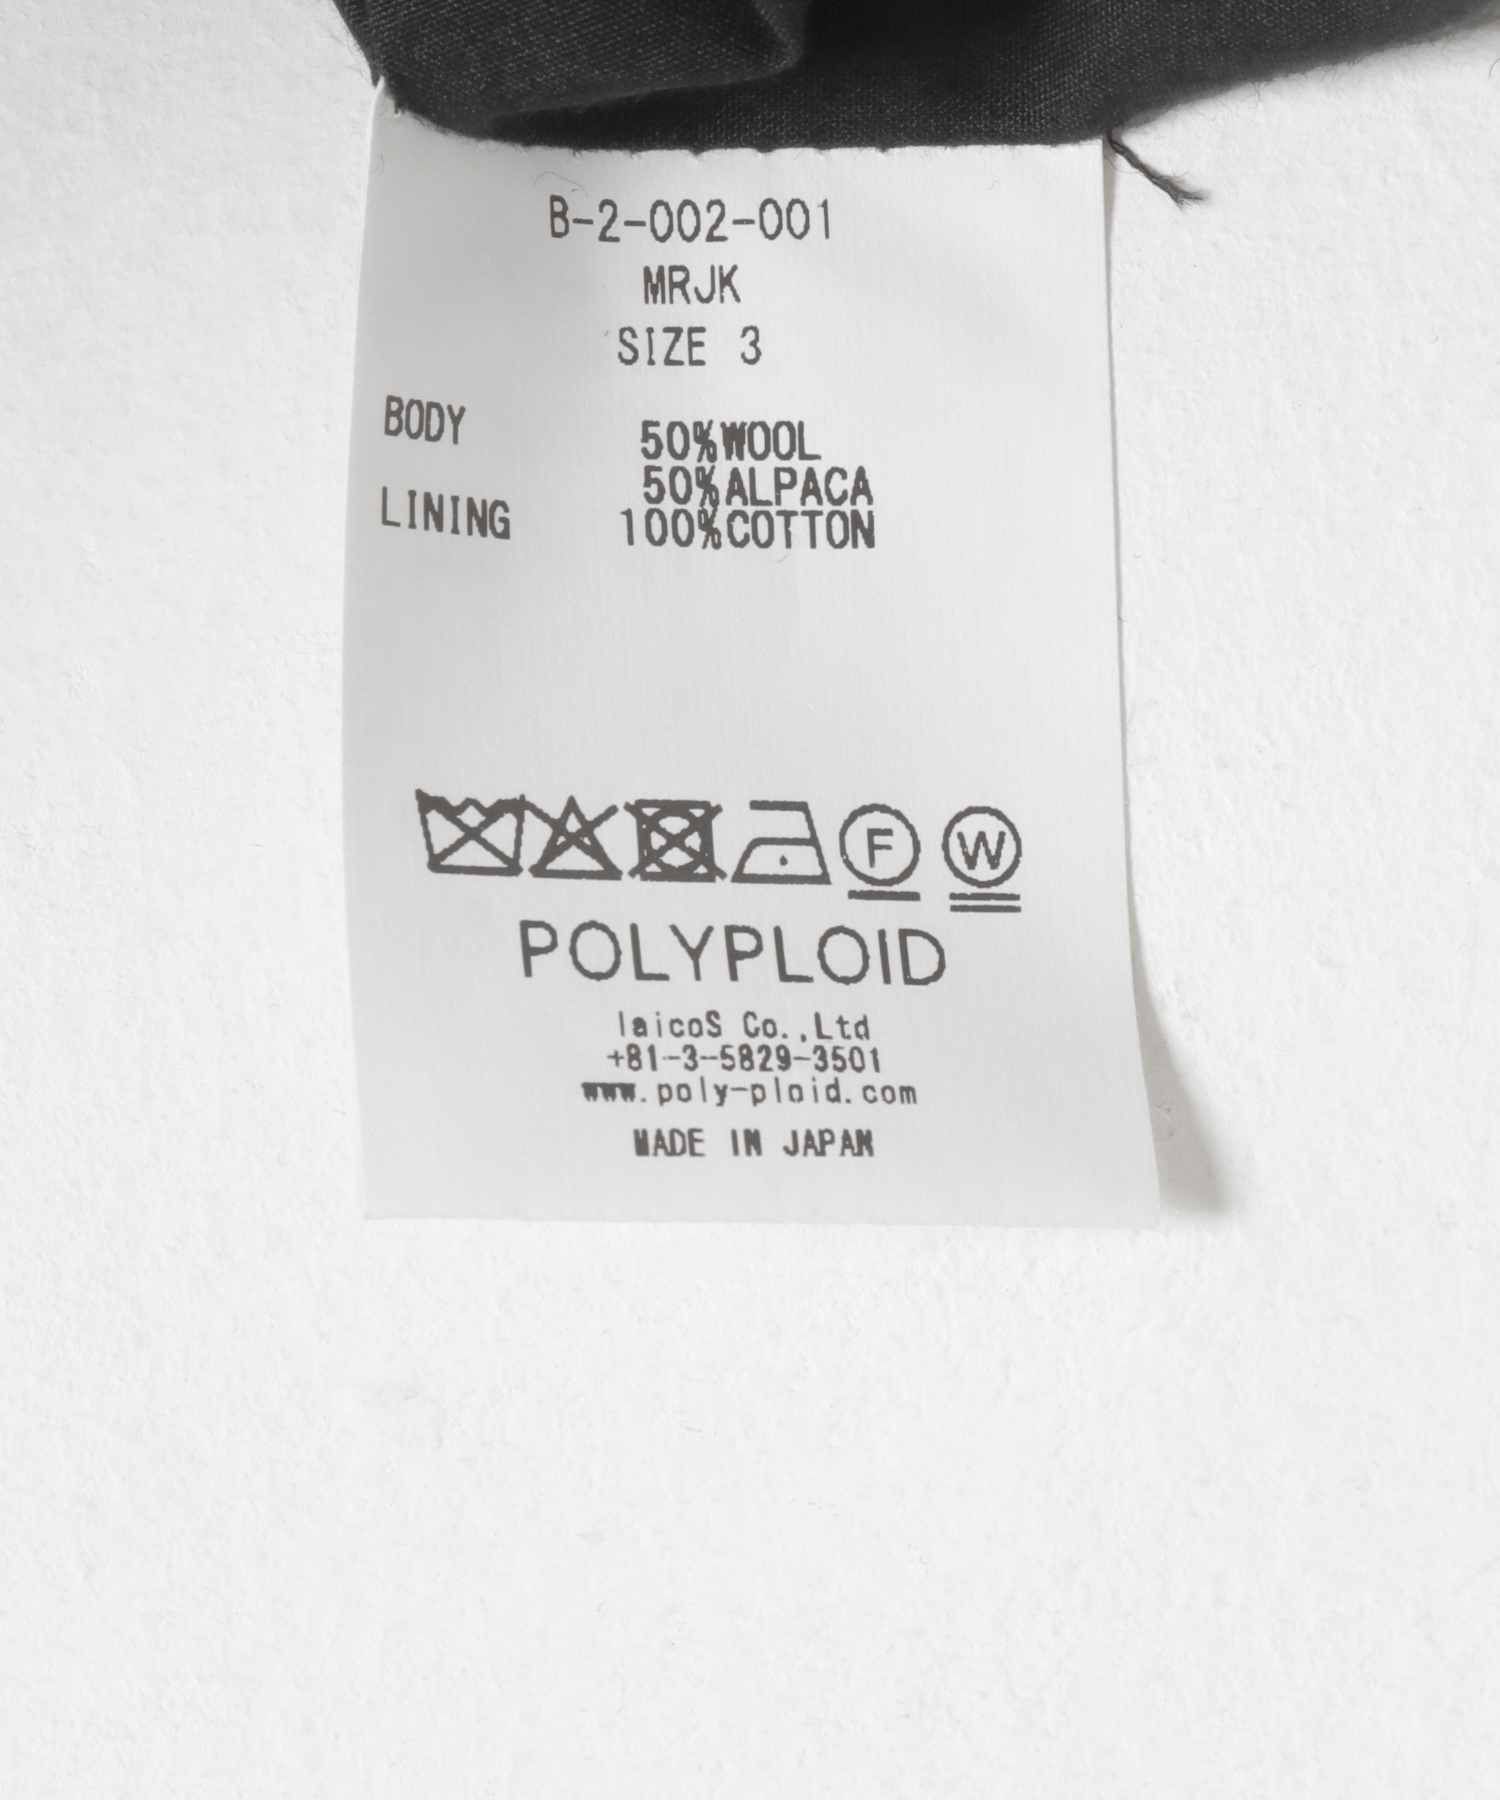 B-2-002-001
MRJK
SIZE 3
BODY 50%WOOL
50%ALPACA
LINING 100%COTTON
F W
POLYPLOID
laicoS Co.,Ltd
+81-3-5829-3501
www.poly-ploid.com
MADE IN JAPAN